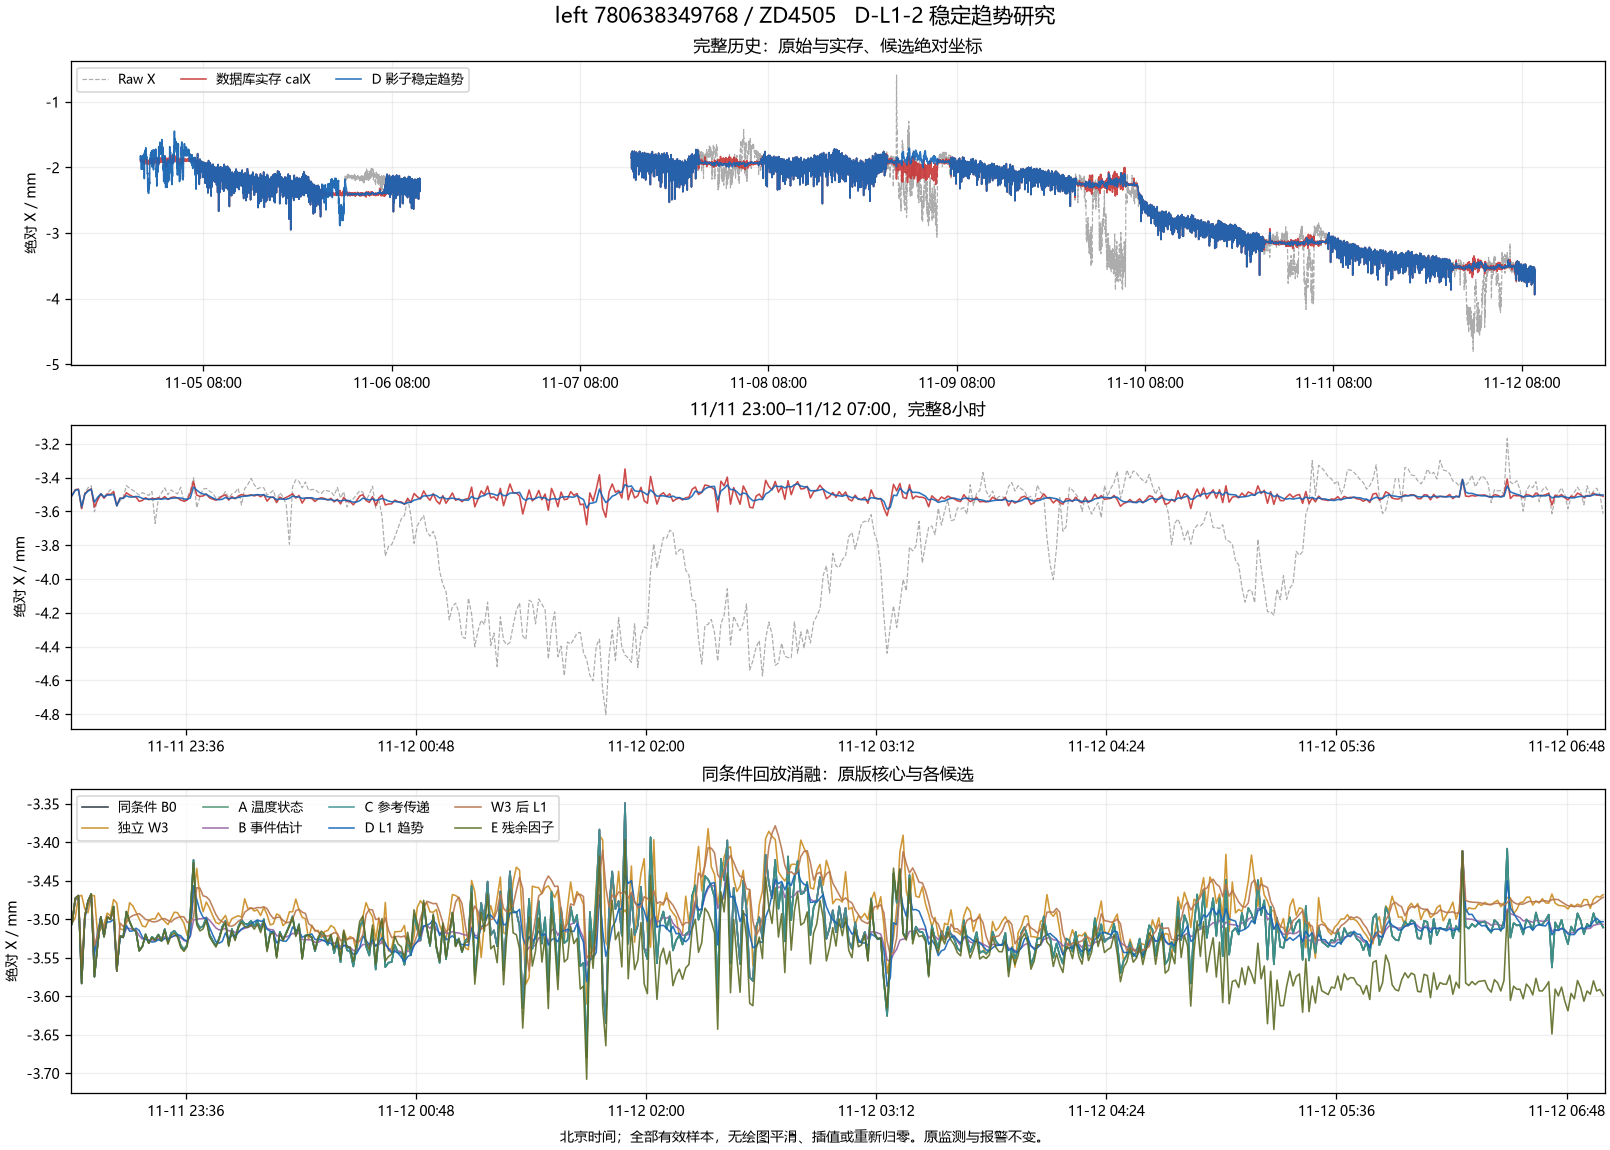 left 780638349768 / ZD4505   D-L1-2 稳定趋势研究
完整历史：原始与实存、候选绝对坐标
Raw X
数据库实存 calX
D 影子稳定趋势
绝对 X / mm
-1
-2
-3
-4
-5
11-05 08:00
11-06 08:00
11-07 08:00
11-08 08:00
11-09 08:00
11-10 08:00
11-11 08:00
11-12 08:00
11/11 23:00–11/12 07:00，完整8小时
绝对 X / mm
-3.2
-3.4
-3.6
-3.8
-4.0
-4.2
-4.4
-4.6
-4.8
11-11 23:36
11-12 00:48
11-12 02:00
11-12 03:12
11-12 04:24
11-12 05:36
11-12 06:48
同条件回放消融：原版核心与各候选
同条件 B0
A 温度状态
C 参考传递
W3 后 L1
独立 W3
B 事件估计
D L1 趋势
E 残余因子
绝对 X / mm
-3.35
-3.40
-3.45
-3.50
-3.55
-3.60
-3.65
-3.70
11-11 23:36
11-12 00:48
11-12 02:00
11-12 03:12
11-12 04:24
11-12 05:36
11-12 06:48
北京时间；全部有效样本，无绘图平滑、插值或重新归零。原监测与报警不变。